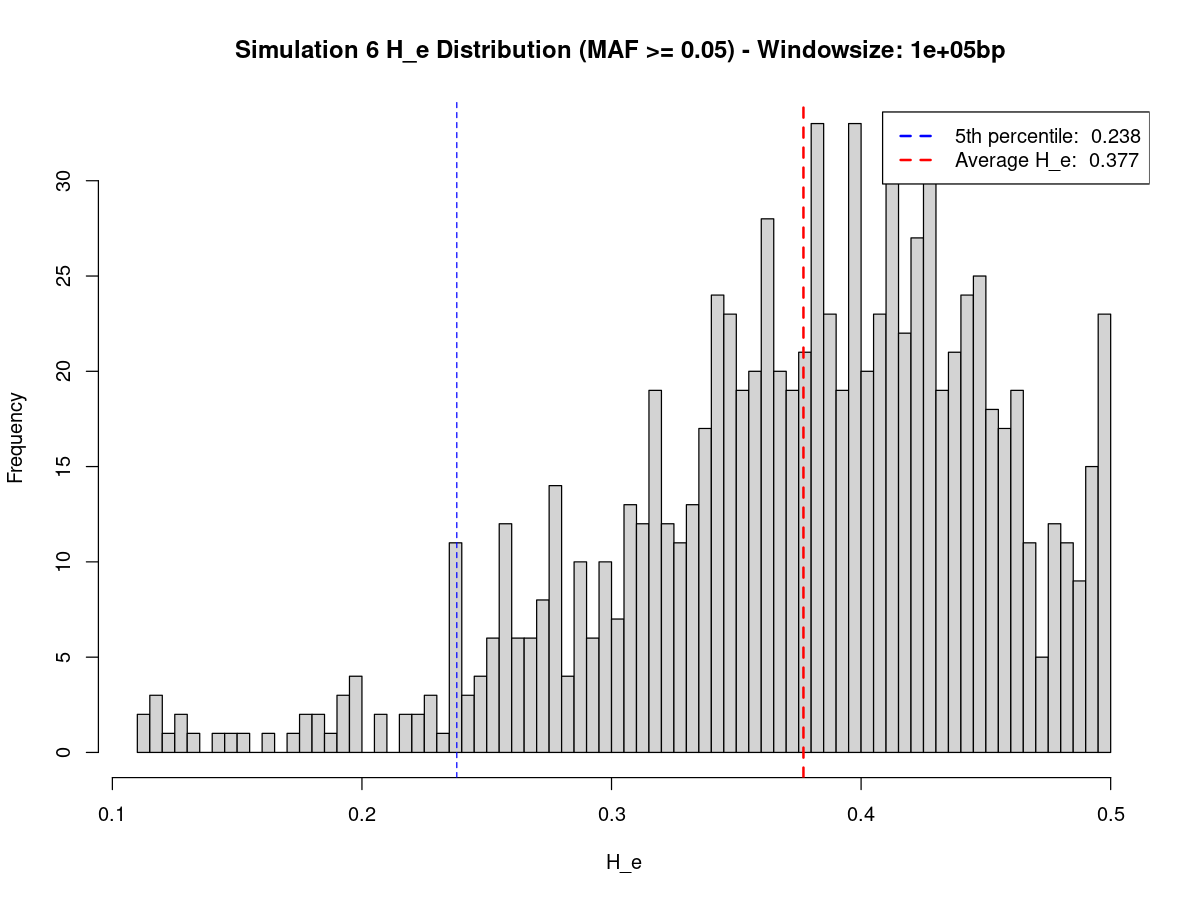 Simulation 6 H_e Distribution (MAF >= 0.05) - Windowsize: 1e+05bp
5th percentile: 0.238
Average H_e: 0.377
Frequency
30
25
20
15
10
5
0
0.1 0.2 0.3 0.4 0.5
H_e